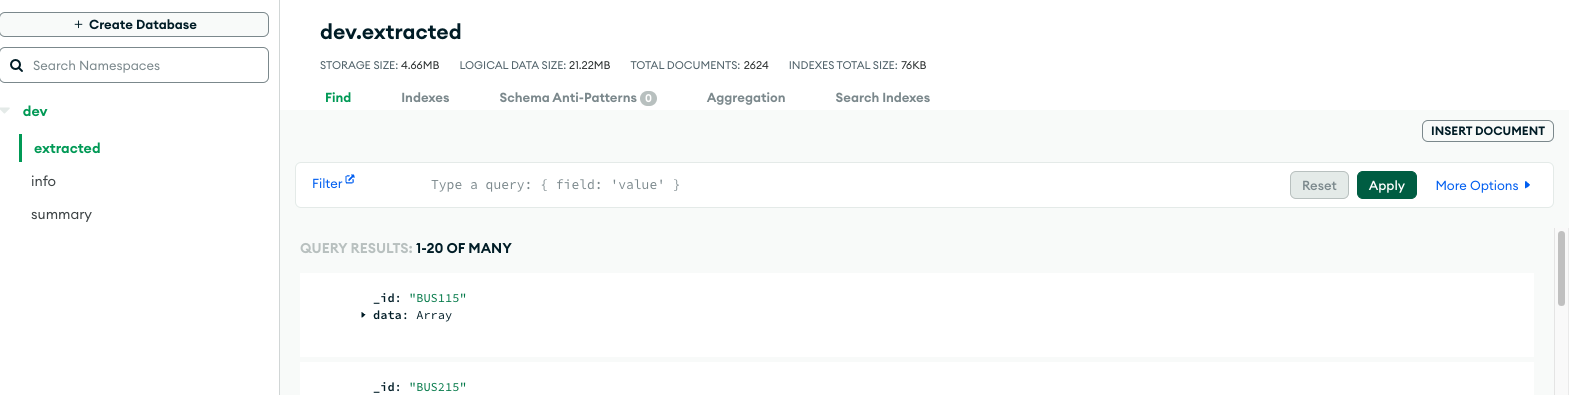 + Create Database
Search Namespaces
dev
extracted
info
summary
dev.extracted
STORAGE SIZE: 4.66MB LOGICAL DATA SIZE: 21.22MB TOTAL DOCUMENTS: 2624 INDEXES TOTAL SIZE: 76KB
Find Indexes Schema Anti-Patterns 0 Aggregation Search Indexes
INSERT DOCUMENT
Filter Type a query: { field: 'value' } Reset Apply More Options
QUERY RESULTS: 1-20 OF MANY
_id: "BUS115"
data: Array
_id: "BUS215"